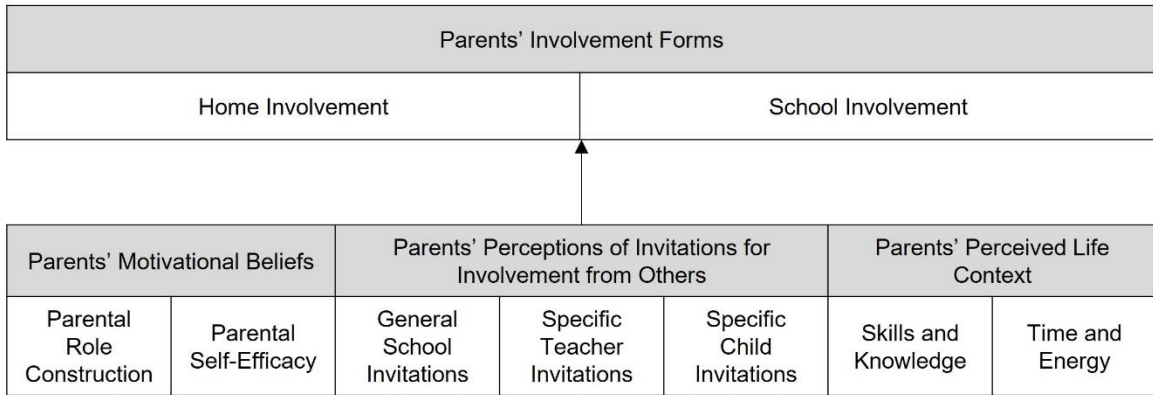 Parents’ Involvement Forms
Home Involvement
School Involvement
Parents’ Motivational Beliefs
Parents’ Perceptions of Invitations for
Involvement from Others
Parents’ Perceived Life
Context
Parental
Role
Construction
Parental
Self-Efficacy
General
School
Invitations
Specific
Teacher
Invitations
Specific
Child
Invitations
Skills and
Knowledge
Time and
Energy